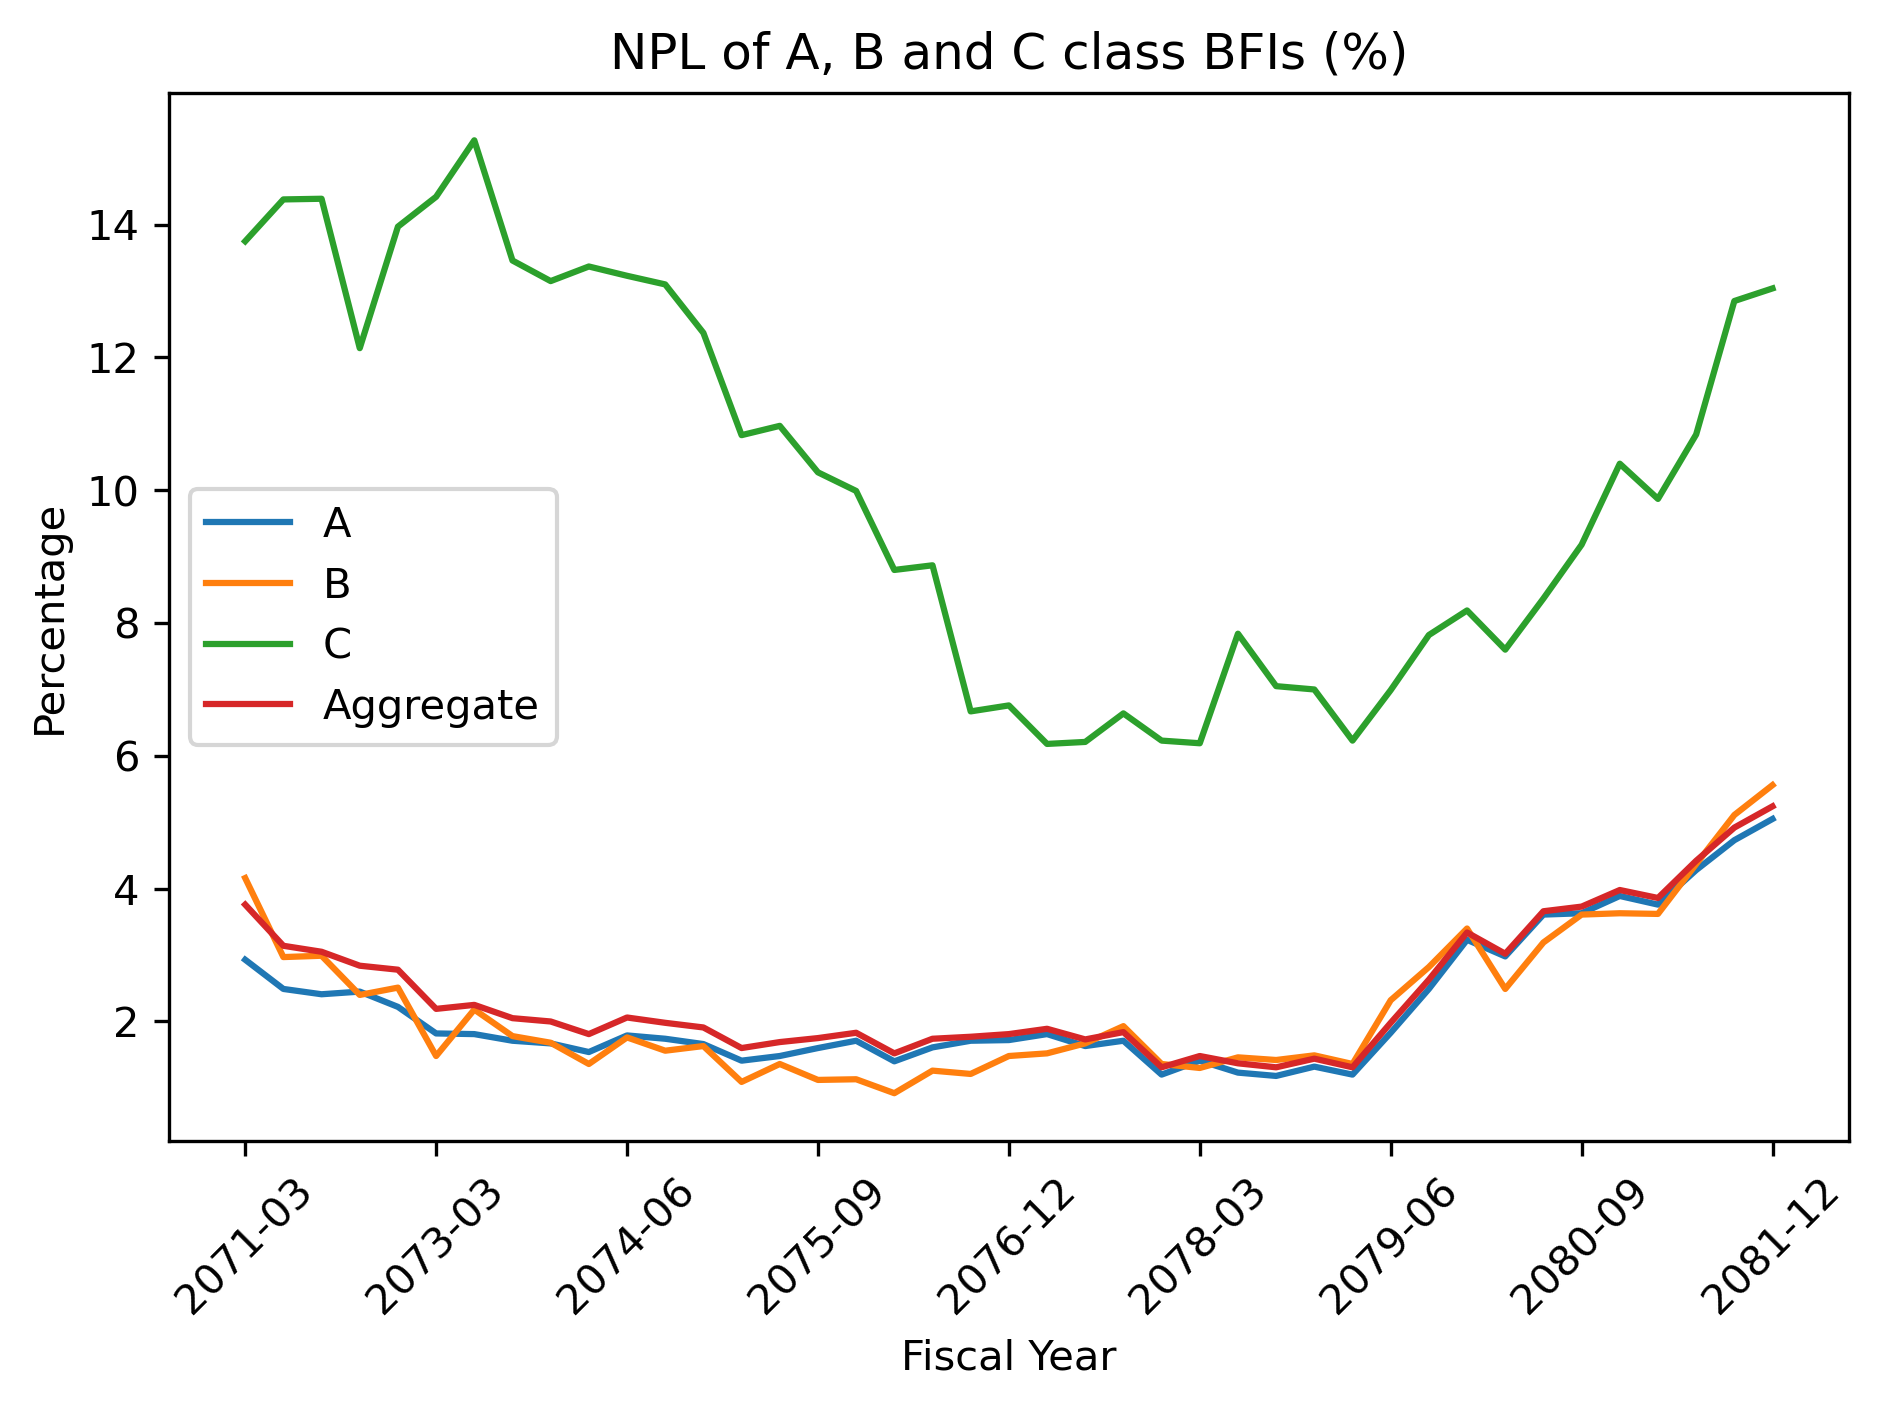 NPL of A, B and C class BFIs (%)
Percentage
14
12
10
8
6
4
2
A
B
C
Aggregate
2071-03
2073-03
2074-06
2075-09
2076-12
2078-03
2079-06
2080-09
2081-12
Fiscal Year